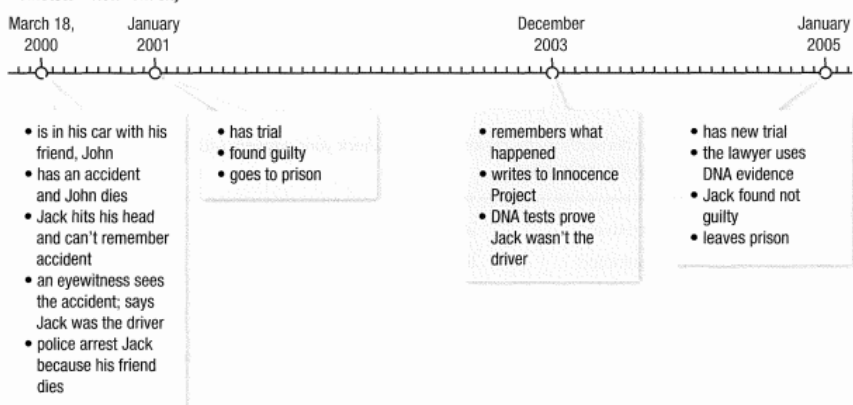 March 18,
2000
January
2001
December
2003
January
2005
• is in his car with his
friend, John
• has an accident
and John dies
• Jack hits his head
and can't remember
accident
• an eyewitness sees
the accident; says
Jack was the driver
• police arrest Jack
because his friend
dies
• has trial
• found guilty
• goes to prison
• remembers what
happened
• writes to Innocence
Project
• DNA tests prove
Jack wasn't the
driver
• has new trial
• the lawyer uses
DNA evidence
• Jack found not
guilty
• leaves prison